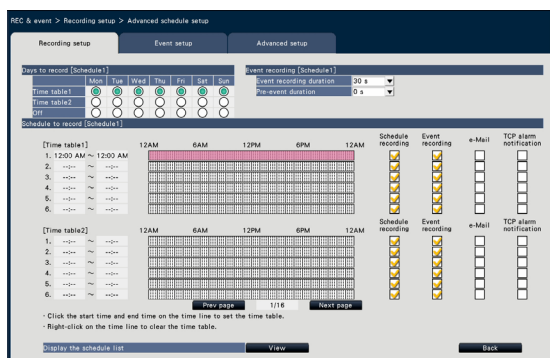 REC & event > Recording setup > Advanced schedule setup
Recording setup Event setup Advanced setup
Days to record [Schedule1]
Mon Tue Wed Thu Fri Sat Sun
Time table1
Time table2
Off
Event recording [Schedule1]
Event recording duration 30 s
Pre-event duration 0 s
Schedule to record [Schedule1]
[Time table1] 12AM 6AM 12PM 6PM 12AM Schedule recording Event recording e-Mail TCP alarm notification
1. 12:00 AM ~ 12:00 AM
2. --:-- ~ --:--
3. --:-- ~ --:--
4. --:-- ~ --:--
5. --:-- ~ --:--
6. --:-- ~ --:--
[Time table2] 12AM 6AM 12PM 6PM 12AM Schedule recording Event recording e-Mail TCP alarm notification
1. --:-- ~ --:--
2. --:-- ~ --:--
3. --:-- ~ --:--
4. --:-- ~ --:--
5. --:-- ~ --:--
6. --:-- ~ --:--
Prev page 1/16 Next page
・Click the start time and end time on the time line to set the time table.
・Right-click on the time line to clear the time table.
Display the schedule list View Back